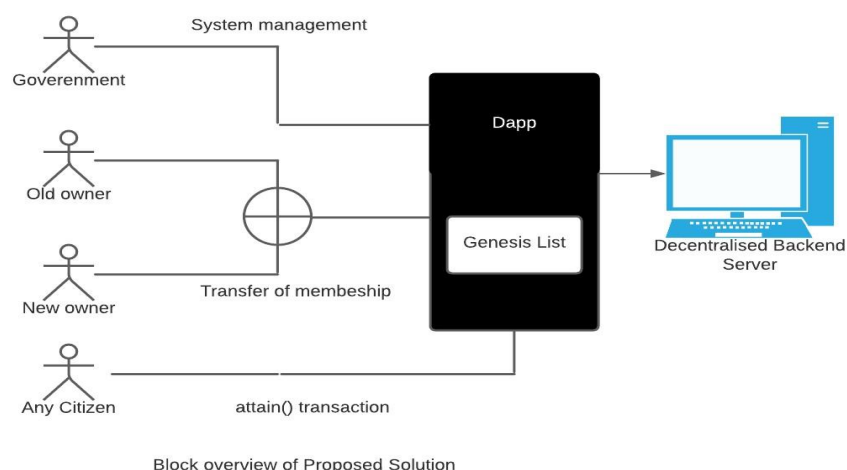 System management
Goverenment
Dapp
Old owner
Genesis List
Decentralised Backend
Server
Transfer of membeship
New owner
Any Citizen
attain() transaction
Block overview of Proposed Solution